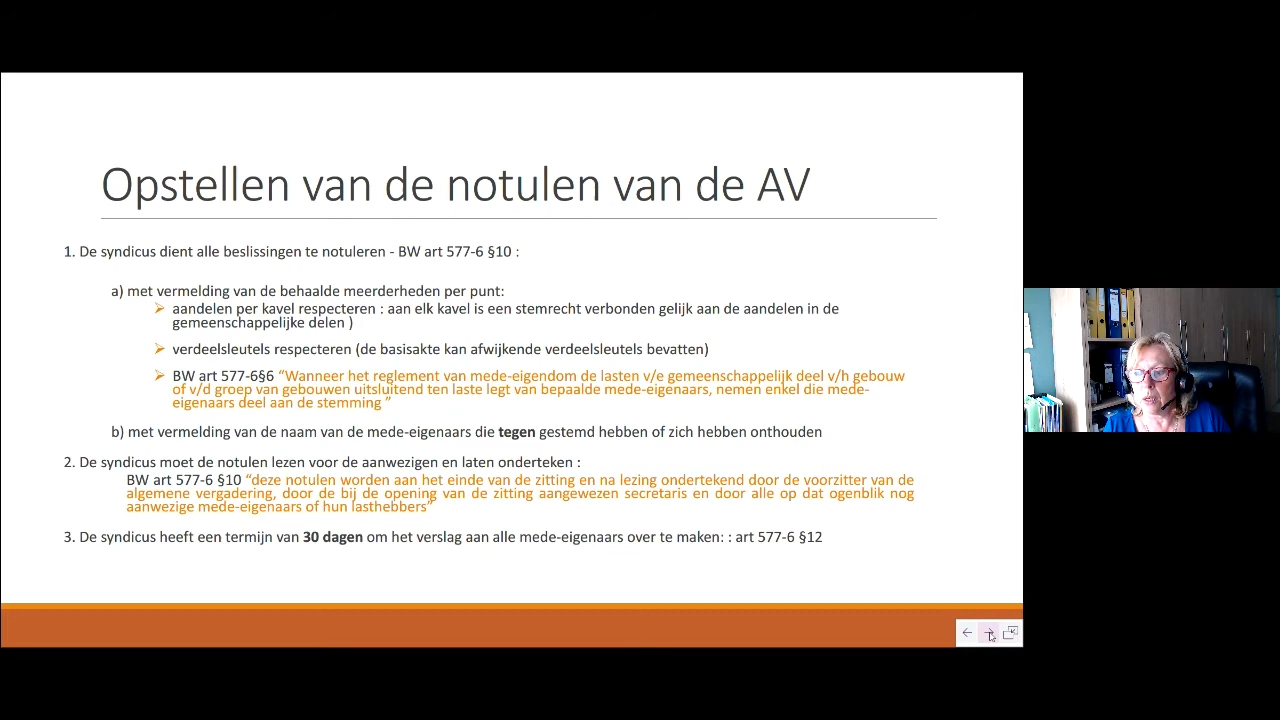 Opstellen van de notulen van de AV
1. De syndicus dient alle beslissingen te notuleren - BW art 577-6 §10 :
a) met vermelding van de behaalde meerderheden per punt:
aandelen per kavel respecteren : aan elk kavel is een stemrecht verbonden gelijk aan de aandelen in de
gemeenschappelijke delen )
verdeelsleutels respecteren (de basisakte kan afwijkende verdeelsleutels bevatten)
BW art 577-6§6 “Wanneer het reglement van mede-eigendom de lasten v/e gemeenschappelijk deel v/h gebouw
of v/d groep van gebouwen uitsluitend ten laste legt van bepaalde mede-eigenaars, nemen enkel die mede-
eigenaars deel aan de stemming ”
b) met vermelding van de naam van de mede-eigenaars die tegen gestemd hebben of zich hebben onthouden
2. De syndicus moet de notulen lezen voor de aanwezigen en laten onderteken :
BW art 577-6 §10 “deze notulen worden aan het einde van de zitting en na lezing ondertekend door de voorzitter van de
algemene vergadering, door de bij de opening van de zitting aangewezen secretaris en door alle op dat ogenblik nog
aanwezige mede-eigenaars of hun lasthebbers”
3. De syndicus heeft een termijn van 30 dagen om het verslag aan alle mede-eigenaars over te maken: : art 577-6 §12